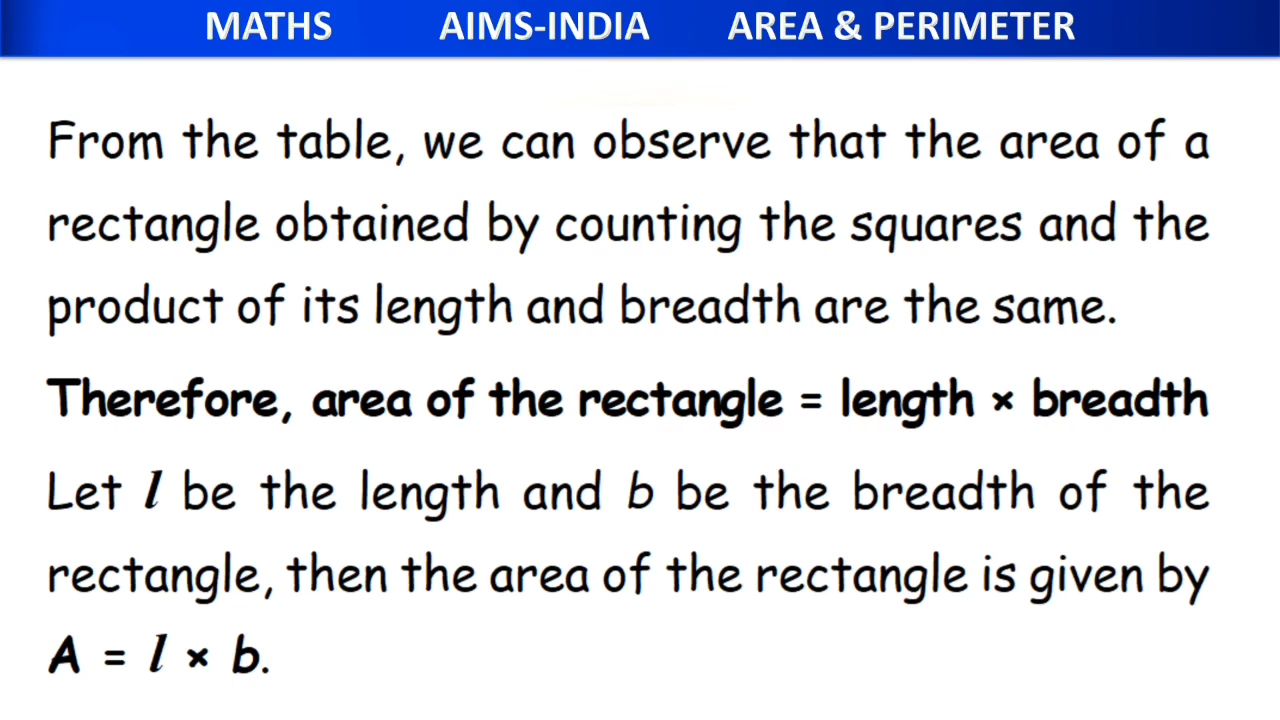 MATHS AIMS-INDIA AREA & PERIMETER
From the table, we can observe that the area of a
rectangle obtained by counting the squares and the
product of its length and breadth are the same.
Therefore, area of the rectangle = length × breadth
Let l be the length and b be the breadth of the
rectangle, then the area of the rectangle is given by
A = l × b.